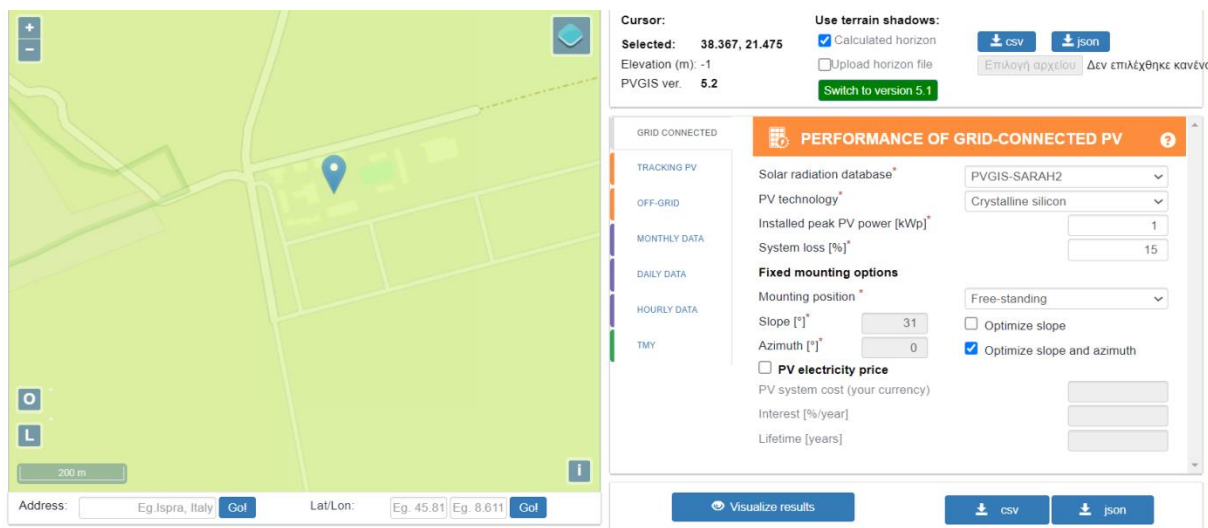 +
−
O
L
200 m
i
Address: Eg.Ispra, Italy Go! Lat/Lon: Eg. 45.81 Eg. 8.611 Go!
Cursor: Use terrain shadows:
Selected: 38.367, 21.475 Calculated horizon csv json
Elevation (m): -1 Upload horizon file Επιλογή αρχείου Δεν επιλέχθηκε κανένα
PVGIS ver. 5.2 Switch to version 5.1
GRID CONNECTED
TRACKING PV
OFF-GRID
MONTHLY DATA
DAILY DATA
HOURLY DATA
TMY
PERFORMANCE OF GRID-CONNECTED PV ?
Solar radiation database* PVGIS-SARAH2
PV technology* Crystalline silicon
Installed peak PV power [kWp]* 1
System loss [%]* 15
Fixed mounting options
Mounting position * Free-standing
Slope [°]* 31 Optimize slope
Azimuth [°]* 0 Optimize slope and azimuth
PV electricity price
PV system cost (your currency)
Interest [%/year]
Lifetime [years]
Visualize results csv json